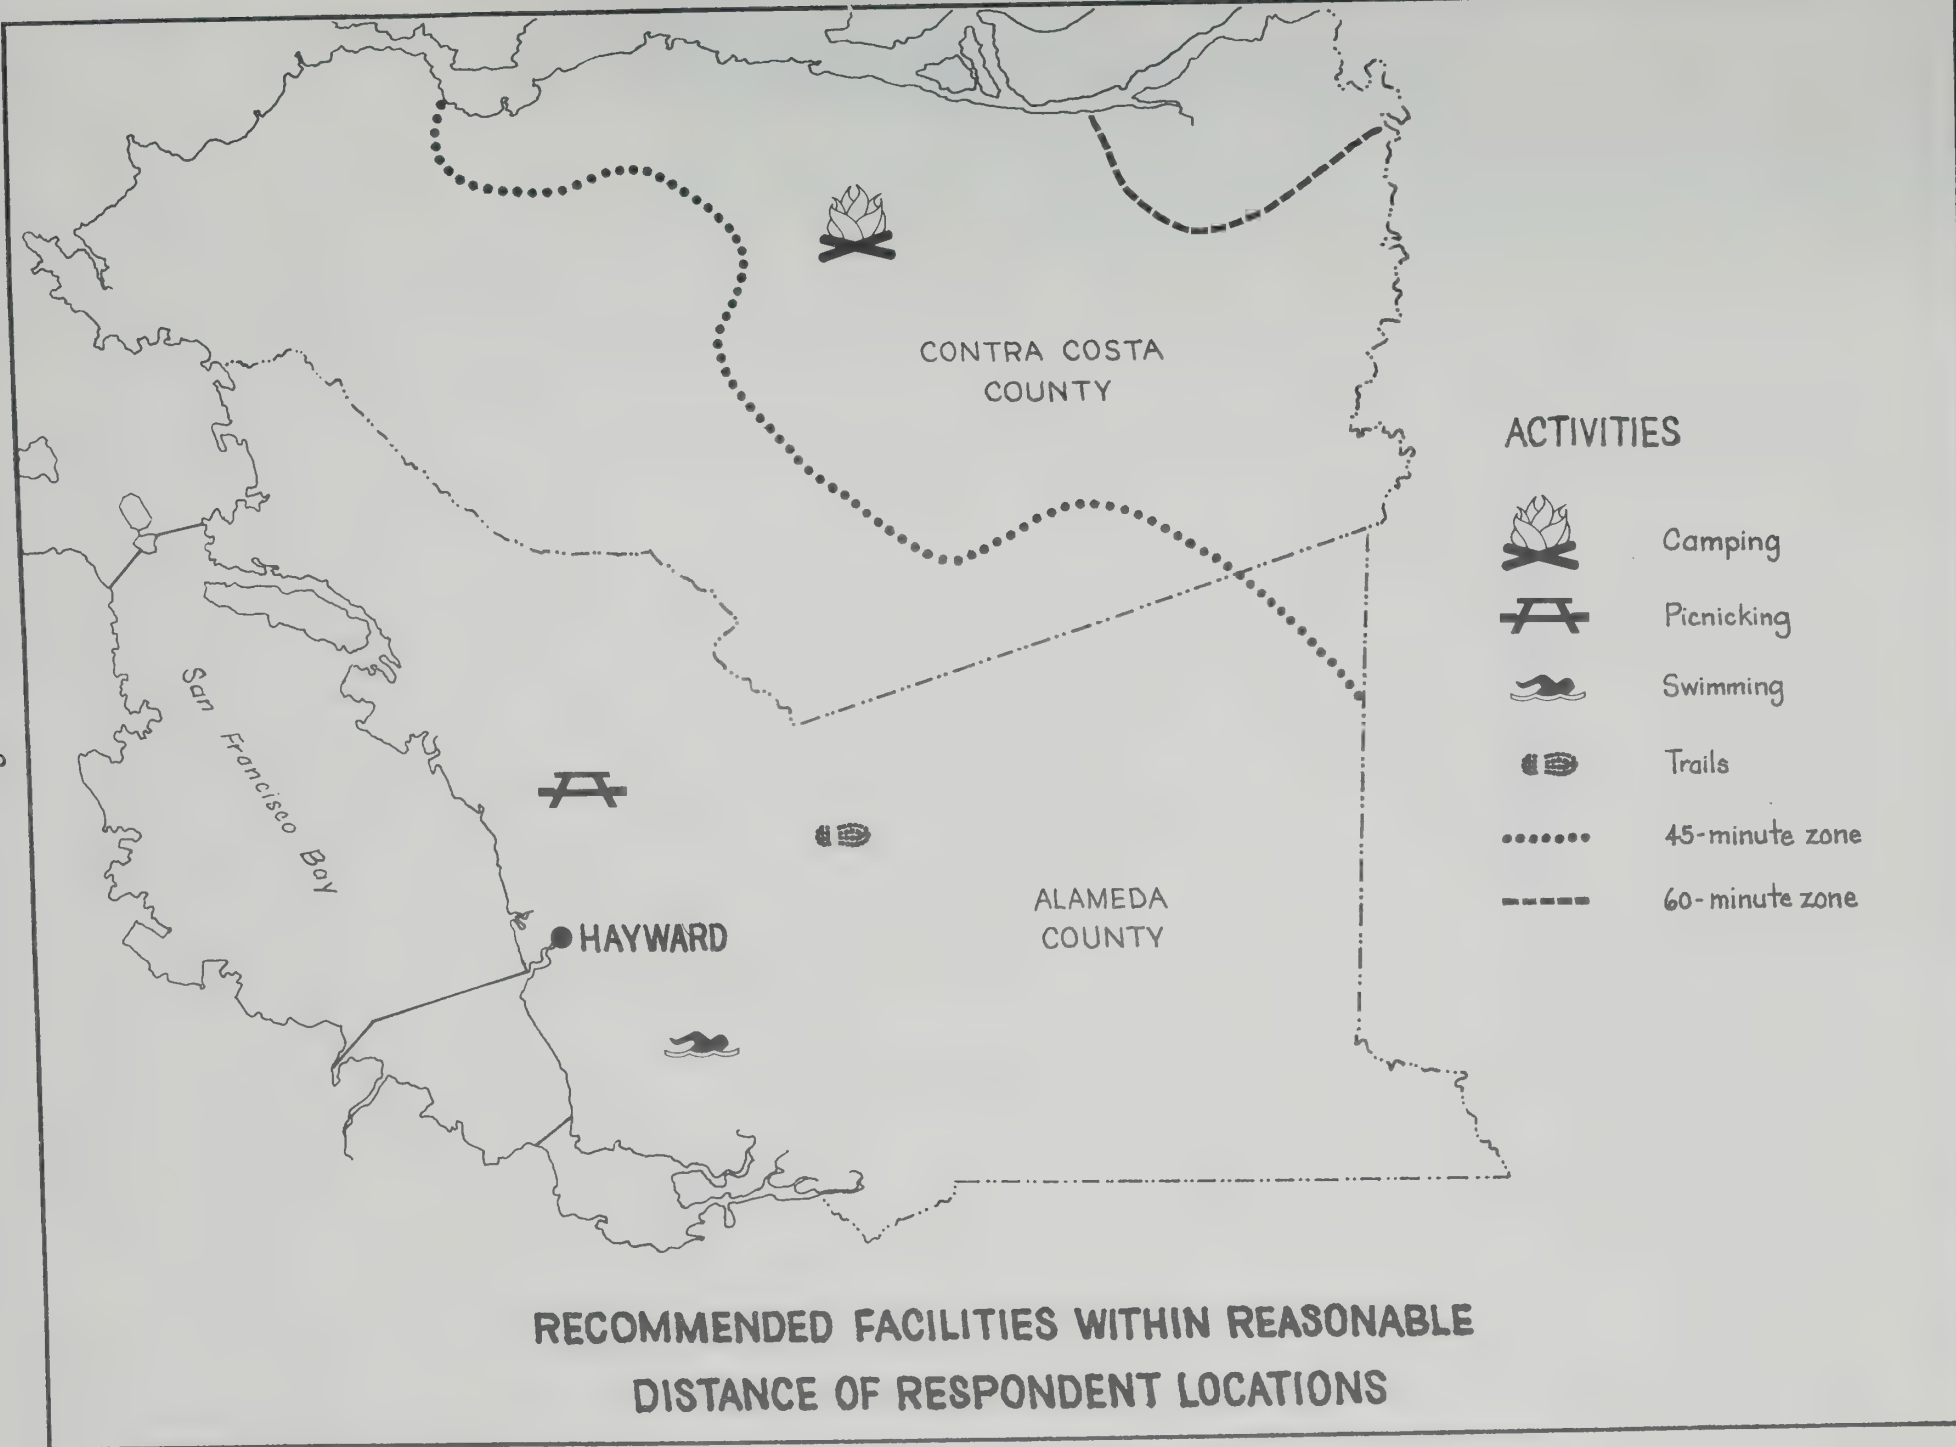 CONTRA COSTA
COUNTY
ACTIVITIES
Camping
Picnicking
Swimming
Trails
45-minute zone
60-minute zone
San Francisco Bay
ALAMEDA
COUNTY
HAYWARD
RECOMMENDED FACILITIES WITHIN REASONABLE
DISTANCE OF RESPONDENT LOCATIONS